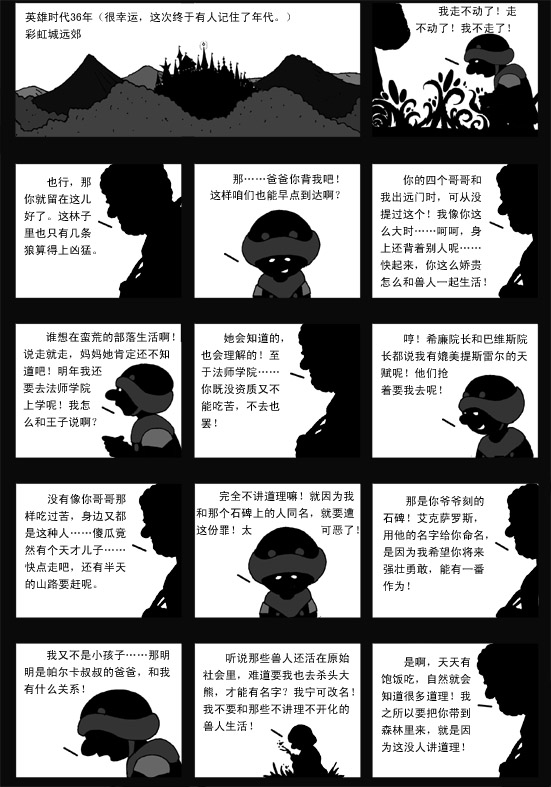 英雄时代36年（很幸运，这次终于有人记住了年代。）
彩虹城远郊
我走不动了！走
不动了！我不走了！
也行，那
你就留在这儿
好了。这林子
里也只有几条
狼算得上凶猛。
那……爸爸你背我吧！
这样咱们也能早点到达啊？
你的四个哥哥和
我出远门时，可从没
提过这个！我像你这
么大时……呵呵，身
上还背着别人呢……
快起来，你这么娇贵
怎么和兽人一起生活！
谁想在蛮荒的部落生活啊！
说走就走，妈妈她肯定还不知
道吧！明年我还
要去法师学院
上学呢！我怎
么和王子说啊？
她会知道的，
也会理解的！至
于法师学院……
你既没资质又不
能吃苦，不去也
罢！
哼！希廉院长和巴维斯院
长都说我有媲美提斯雷尔的天
赋呢！他们抢
着要我去呢！
没有像你哥哥那
样吃过苦，身边又都
是这种人……傻瓜竟
然有个天才儿子……
快点走吧，还有半天
的山路要赶呢。
完全不讲道理嘛！就因为我
和那个石碑上的人同名，就要遭
这份罪！太 可恶了！
那是你爷爷刻的
石碑！艾克萨罗斯，
用他的名字给你命名，
是因为我希望你将来
强壮勇敢，能有一番
作为！
我又不是小孩子……那明
明是帕尔卡叔叔的爸爸，和我
有什么关系！
听说那些兽人还活在原始
社会里，难道要我也去杀头大
熊，才能有名字？我宁可改名！
我不要和那些不讲理不开化的
兽人生活！
是啊，天天有
饱饭吃，自然就会
知道很多道理！我
之所以要把你带到
森林里来，就是因
为这没人讲道理！